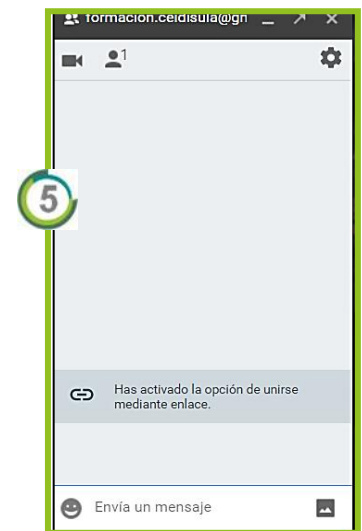 formacion.ceidisula@gn
1
5
Has activado la opción de unirse
mediante enlace.
Envía un mensaje